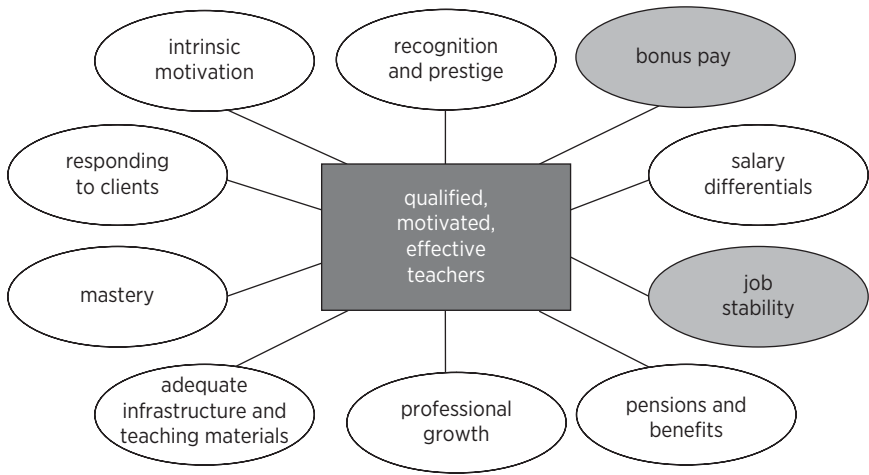 intrinsic
motivation
recognition
and prestige
bonus pay
responding
to clients
salary
differentials
qualified,
motivated,
effective
teachers
mastery
job
stability
adequate
infrastructure and
teaching materials
professional
growth
pensions and
benefits